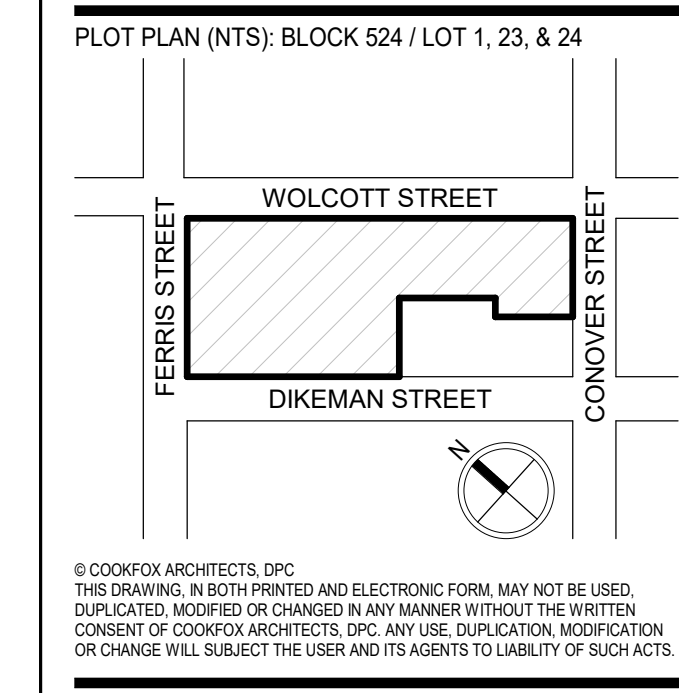 PLOT PLAN (NTS): BLOCK 524 / LOT 1, 23, & 24
WOLCOTT STREET
FERRIS STREET
CONOVER STREET
DIKEMAN STREET
N
© COOKFOX ARCHITECTS, DPC
THIS DRAWING, IN BOTH PRINTED AND ELECTRONIC FORM, MAY NOT BE USED,
DUPLICATED, MODIFIED OR CHANGED IN ANY MANNER WITHOUT THE WRITTEN
CONSENT OF COOKFOX ARCHITECTS, DPC. ANY USE, DUPLICATION, MODIFICATION
OR CHANGE WILL SUBJECT THE USER AND ITS AGENTS TO LIABILITY OF SUCH ACTS.